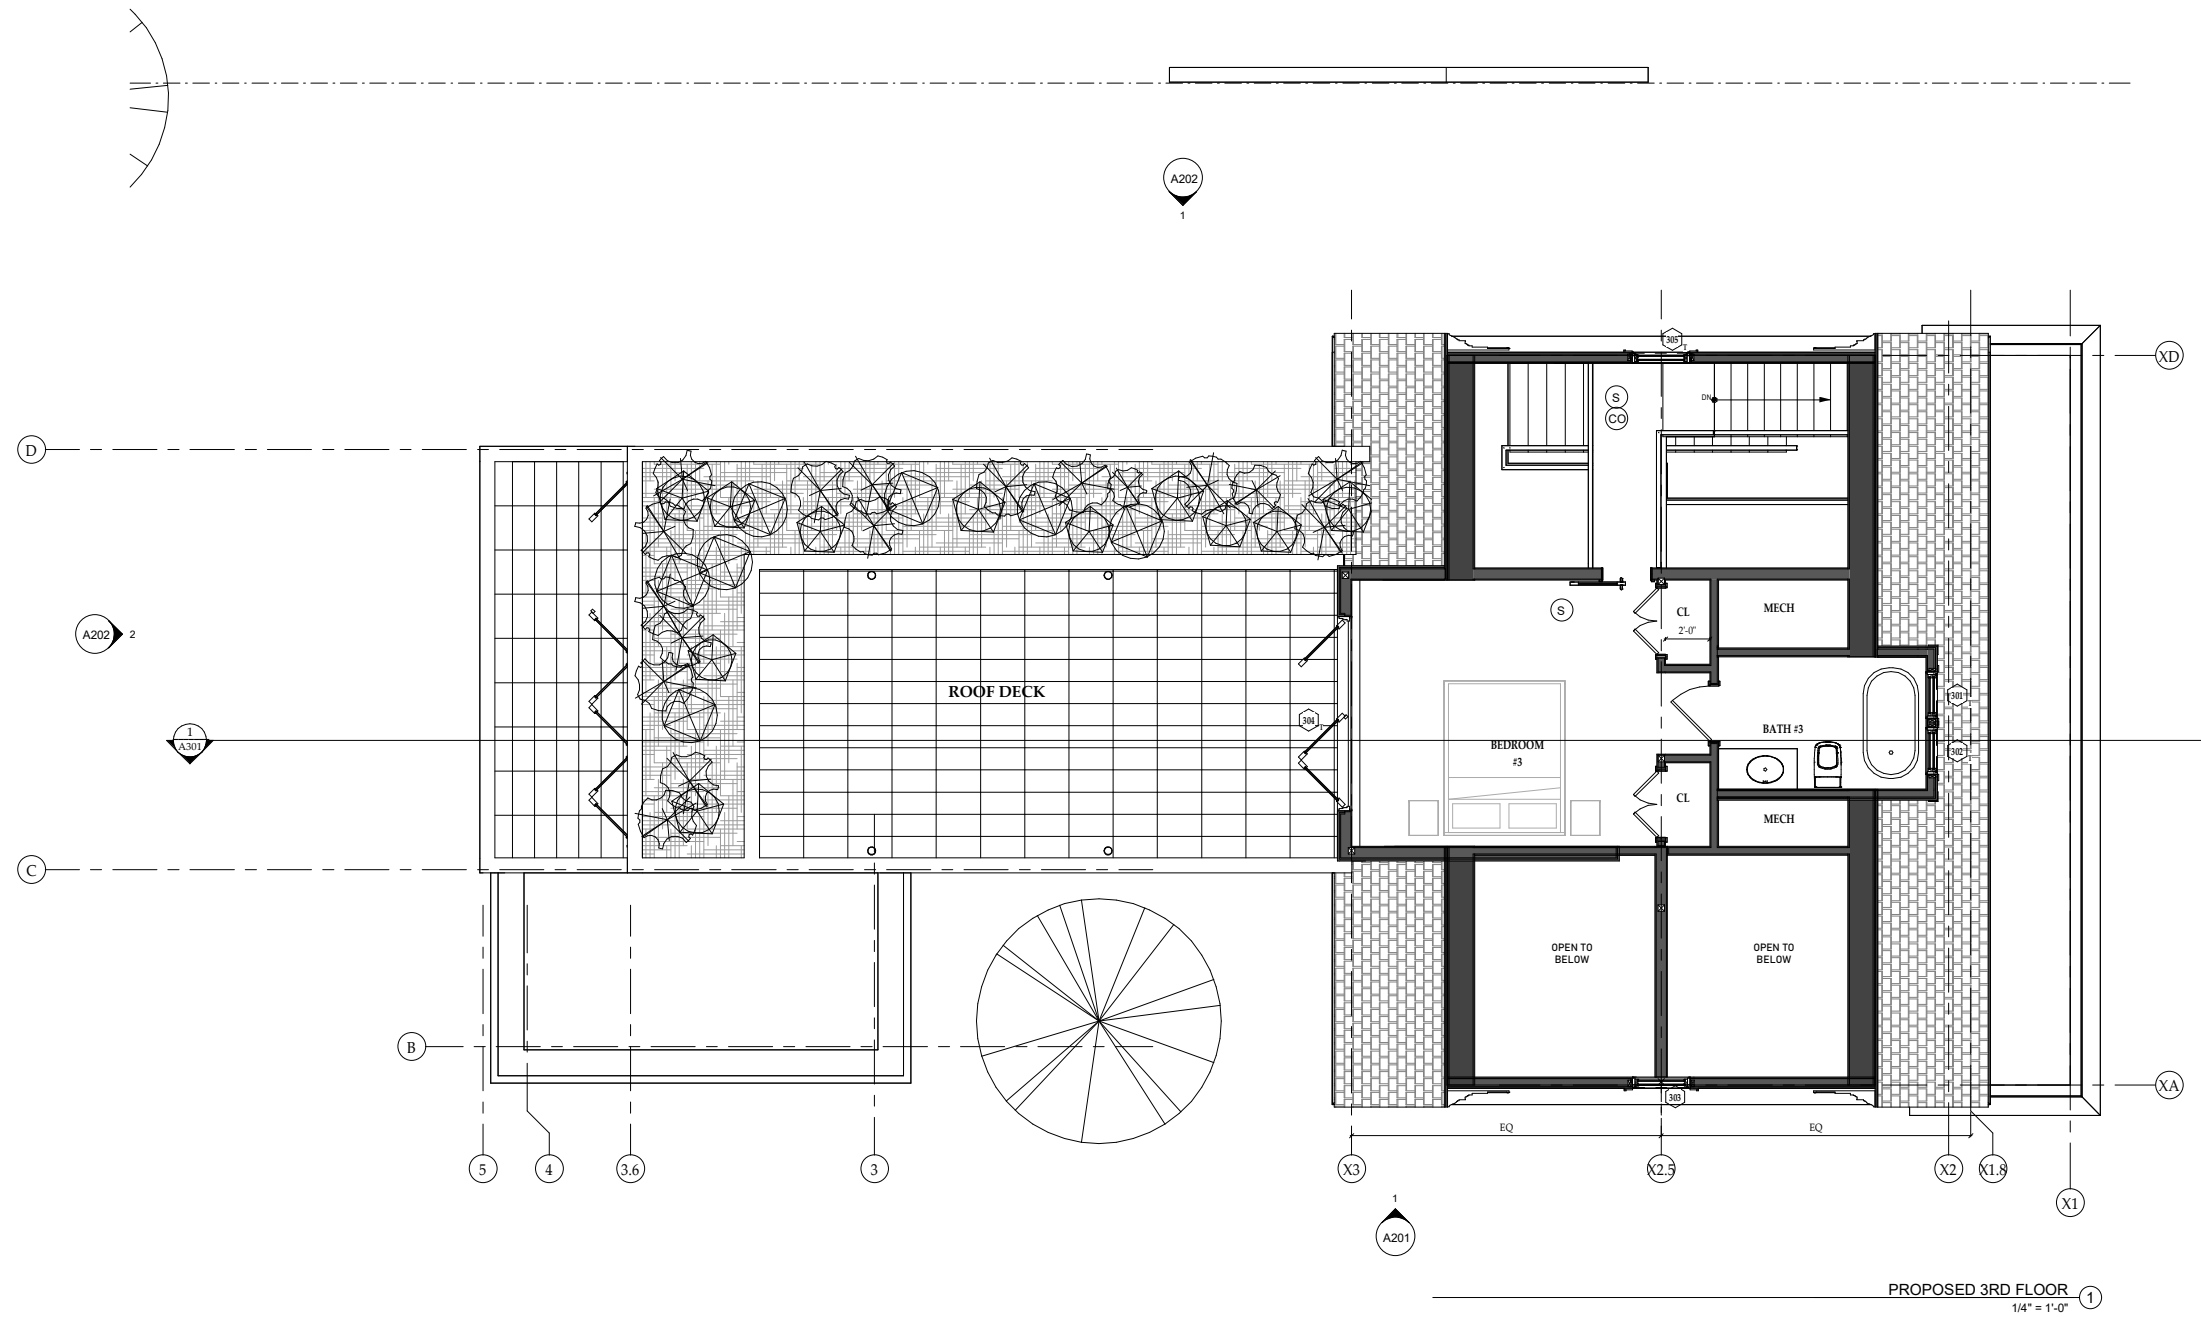 A202
1
305
T
XD
S
CO
DN
D
S
CL
2'-0"
MECH
A202
2
ROOF DECK
304
T
301
T
1
A301
BATH #3
302
BEDROOM
#3
CL
MECH
C
OPEN TO
BELOW
OPEN TO
BELOW
B
XA
303
EQ
EQ
5
4
3.6
3
X3
X2.5
X2
X1.8
X1
1
A201
PROPOSED 3RD FLOOR
1
1/4" = 1'-0"